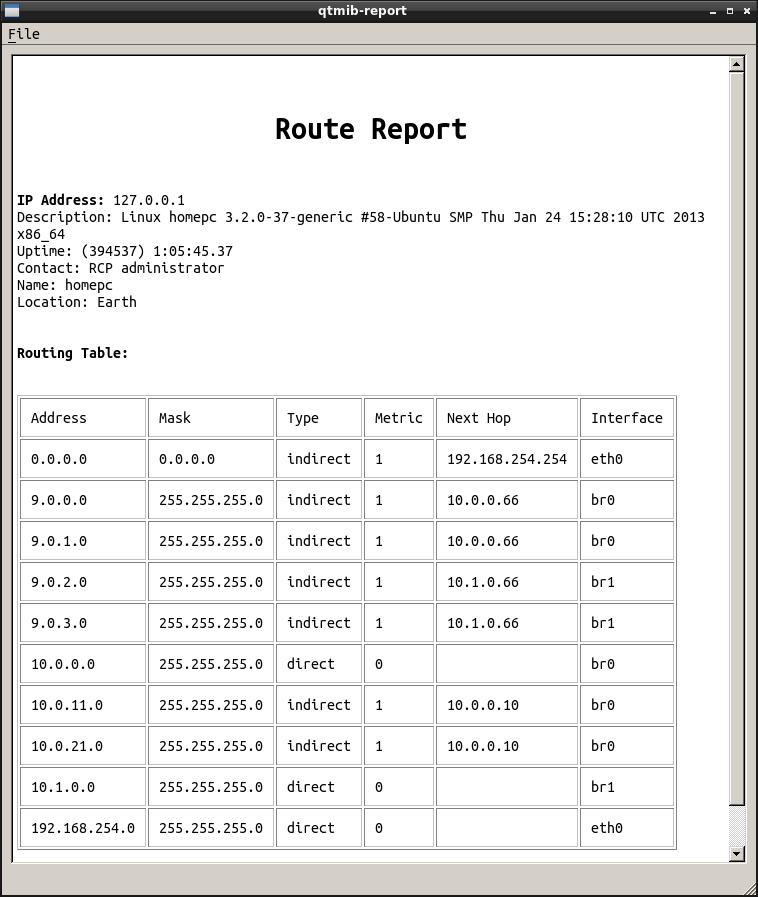 qtmib-report
File
Route Report
IP Address: 127.0.0.1
Description: Linux homepc 3.2.0-37-generic #58-Ubuntu SMP Thu Jan 24 15:28:10 UTC 2013
x86_64
Uptime: (394537) 1:05:45.37
Contact: RCP administrator
Name: homepc
Location: Earth
Routing Table:
Address Mask Type Metric Next Hop Interface
0.0.0.0 0.0.0.0 indirect 1 192.168.254.254 eth0
9.0.0.0 255.255.255.0 indirect 1 10.0.0.66 br0
9.0.1.0 255.255.255.0 indirect 1 10.0.0.66 br0
9.0.2.0 255.255.255.0 indirect 1 10.1.0.66 br1
9.0.3.0 255.255.255.0 indirect 1 10.1.0.66 br1
10.0.0.0 255.255.255.0 direct 0 br0
10.0.11.0 255.255.255.0 indirect 1 10.0.0.10 br0
10.0.21.0 255.255.255.0 indirect 1 10.0.0.10 br0
10.1.0.0 255.255.255.0 direct 0 br1
192.168.254.0 255.255.255.0 direct 0 eth0